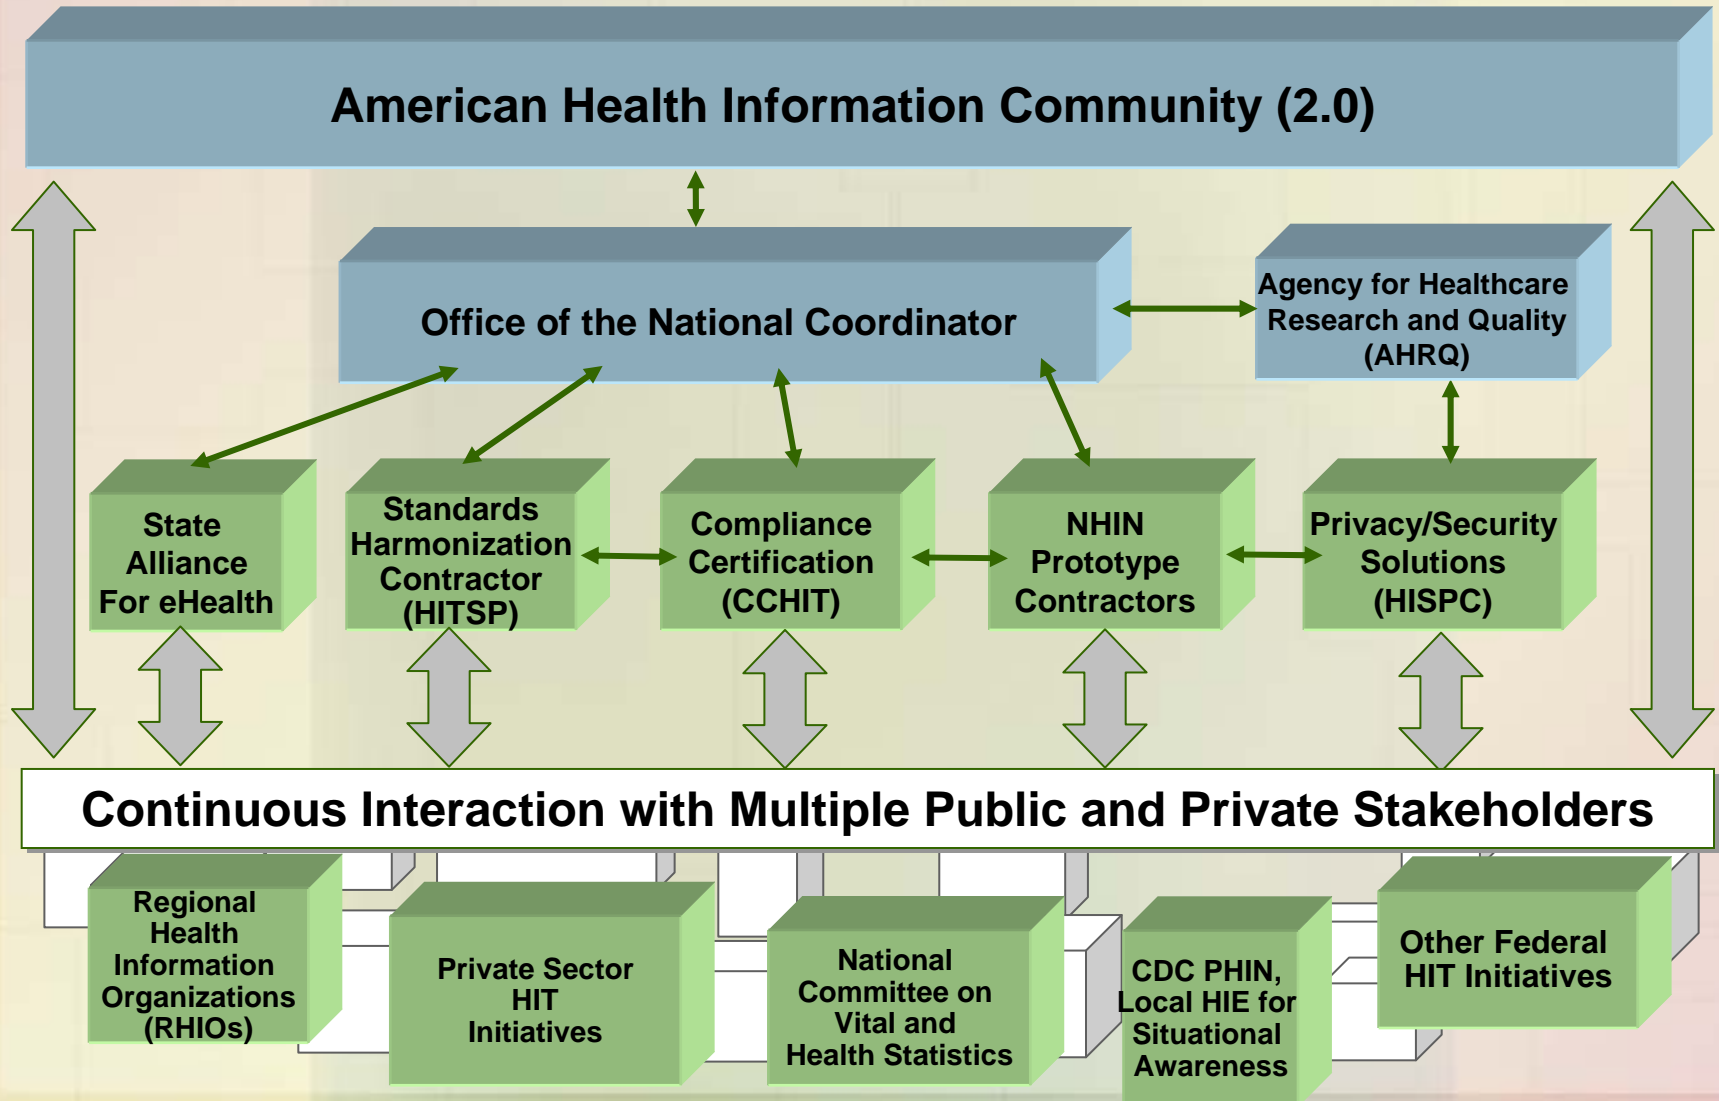 American Health Information Community (2.0)
Office of the National Coordinator
Agency for Healthcare
Research and Quality
(AHRQ)
State
Alliance
For eHealth
Standards
Harmonization
Contractor
(HITSP)
Compliance
Certification
(CCHIT)
NHIN
Prototype
Contractors
Privacy/Security
Solutions
(HISPC)
Continuous Interaction with Multiple Public and Private Stakeholders
Regional
Health
Information
Organizations
(RHIOs)
Private Sector
HIT
Initiatives
National
Committee on
Vital and
Health Statistics
CDC PHIN,
Local HIE for
Situational
Awareness
Other Federal
HIT Initiatives